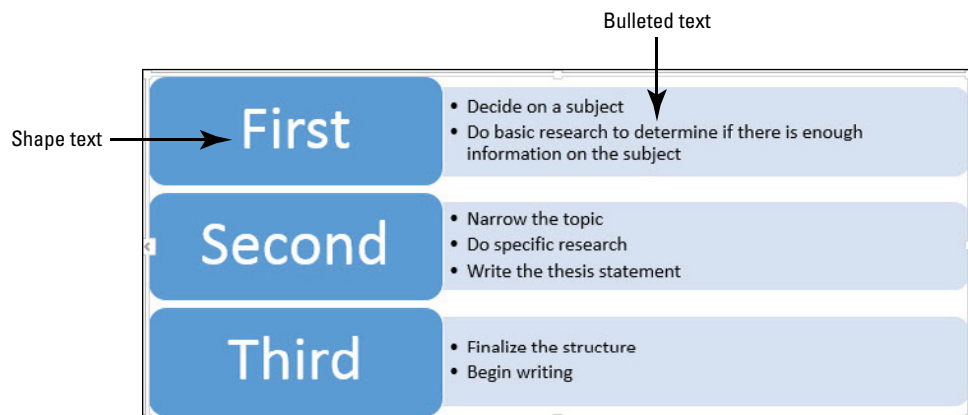 Bulleted text
Shape text
First
• Decide on a subject
• Do basic research to determine if there is enough
information on the subject
Second
• Narrow the topic
• Do specific research
• Write the thesis statement
Third
• Finalize the structure
• Begin writing